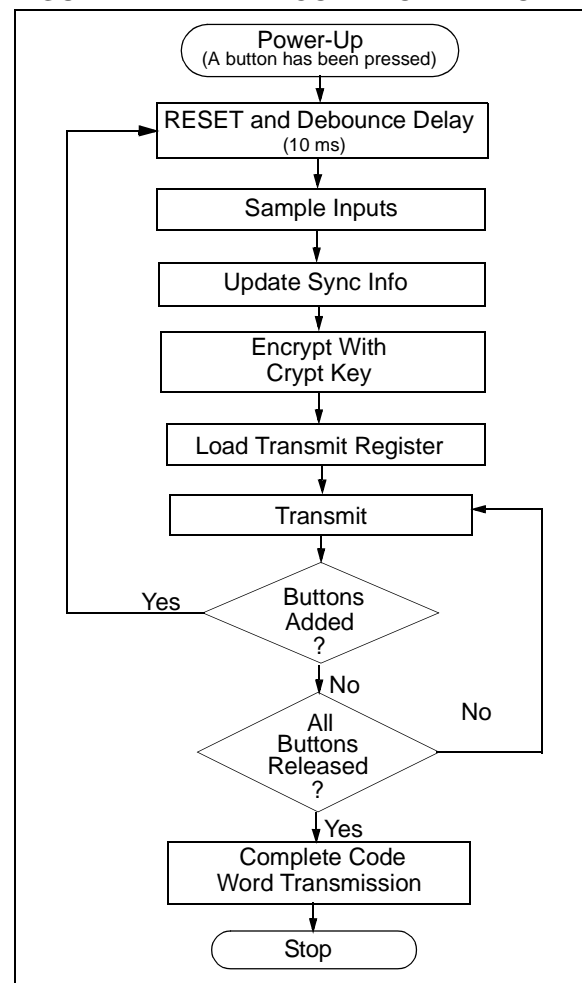 Power-Up
(A button has been pressed)
RESET and Debounce Delay
(10 ms)
Sample Inputs
Update Sync Info
Encrypt With
Crypt Key
Load Transmit Register
Transmit
Yes
Buttons
Added
?
No
All
Buttons
Released
?
No
Yes
Complete Code
Word Transmission
Stop